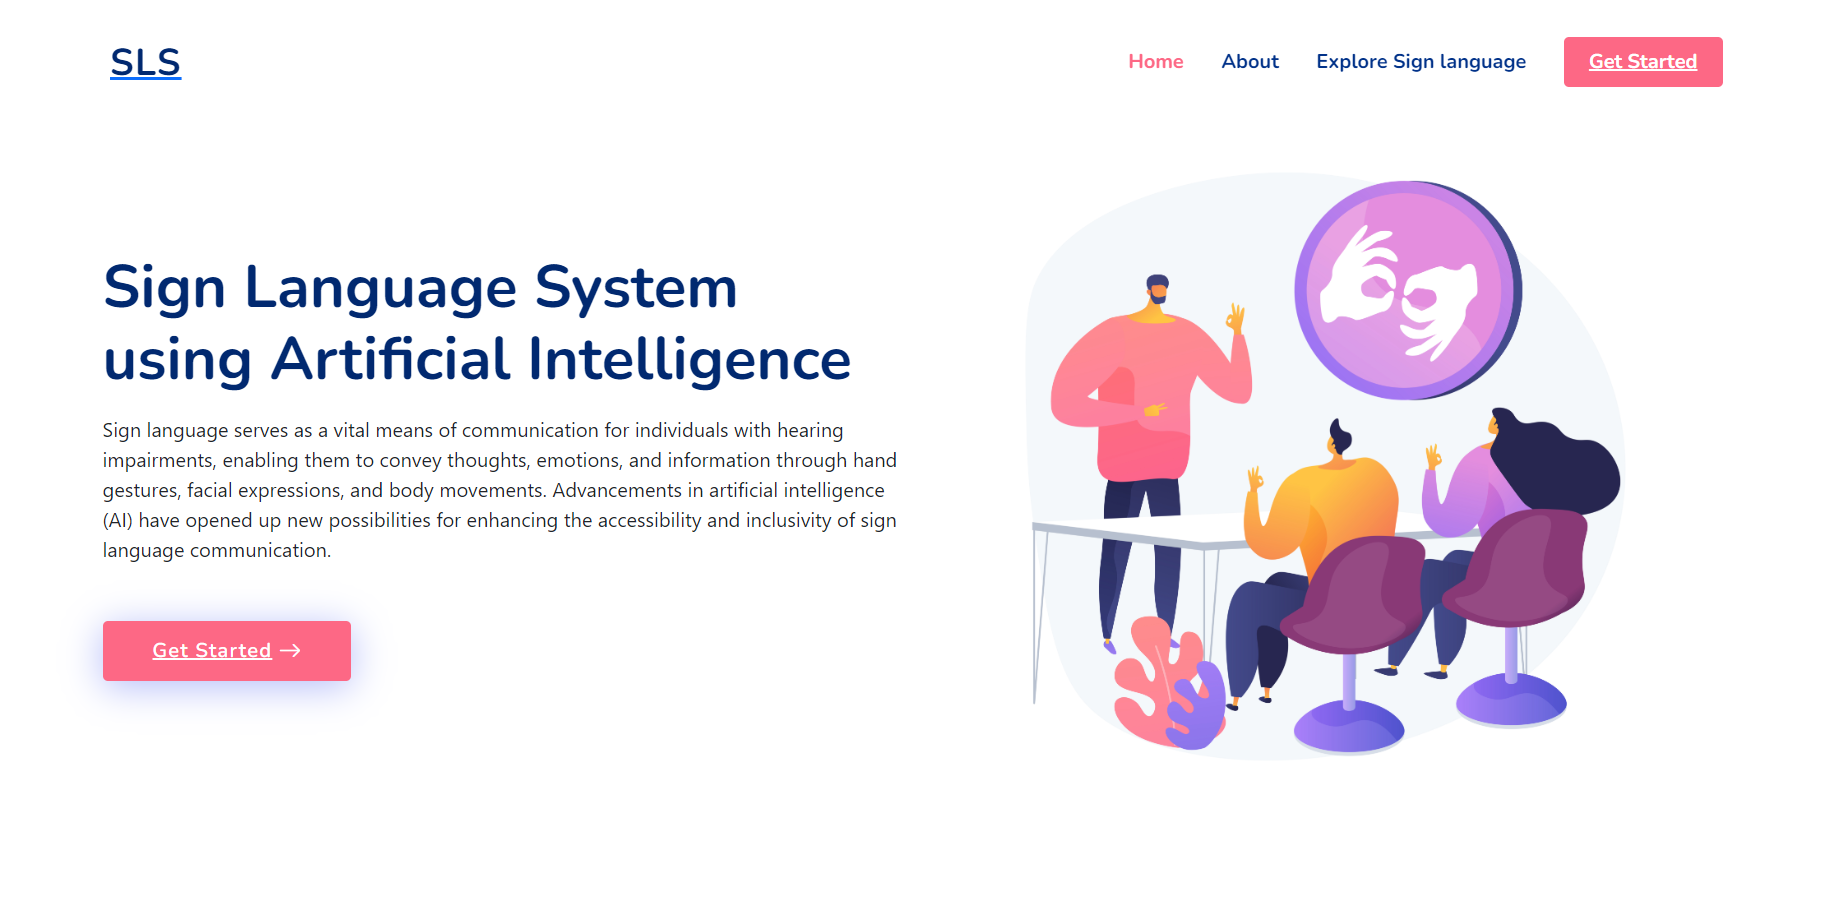 SLS
Home
About
Explore Sign language
Get Started
Sign Language System
using Artificial Intelligence
Sign language serves as a vital means of communication for individuals with hearing
impairments, enabling them to convey thoughts, emotions, and information through hand
gestures, facial expressions, and body movements. Advancements in artificial intelligence
(AI) have opened up new possibilities for enhancing the accessibility and inclusivity of sign
language communication.
Get Started →